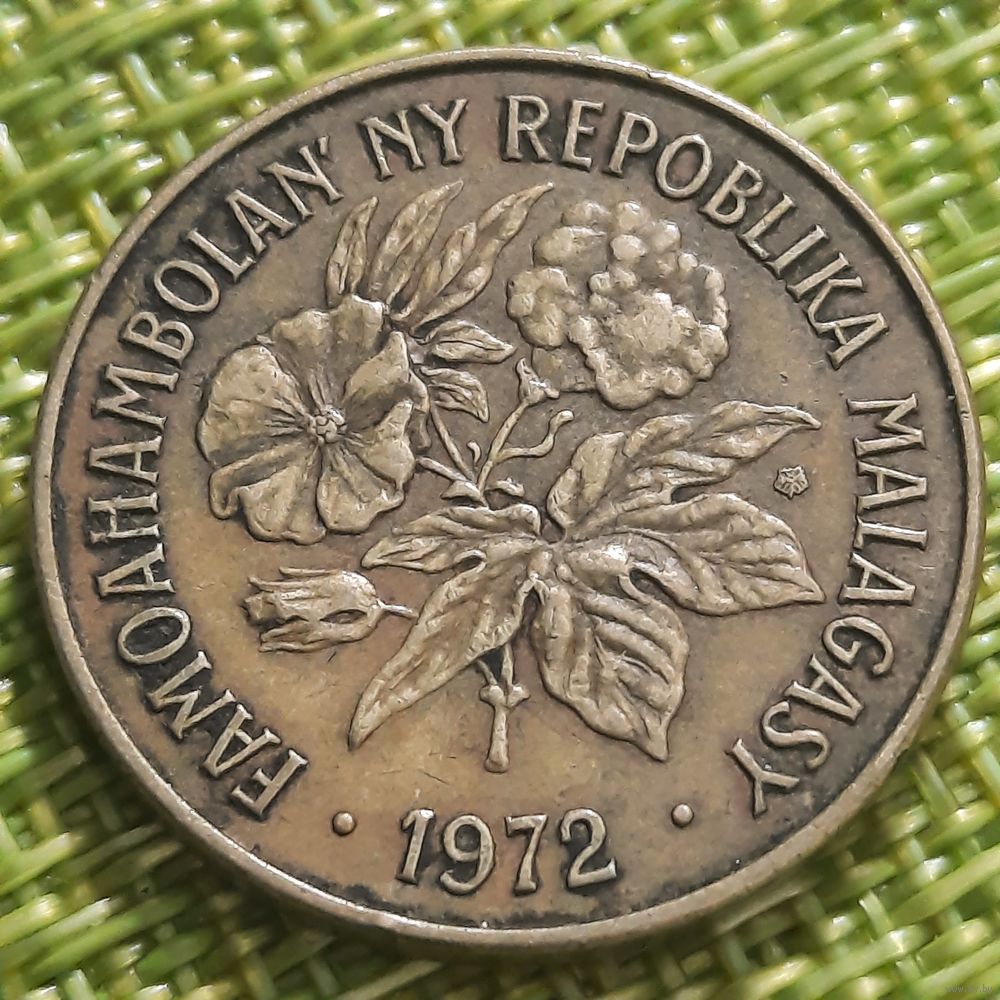 FAMOAHAMBOLAN' NY REPOBLIKA MALAGASY
· 1972 ·